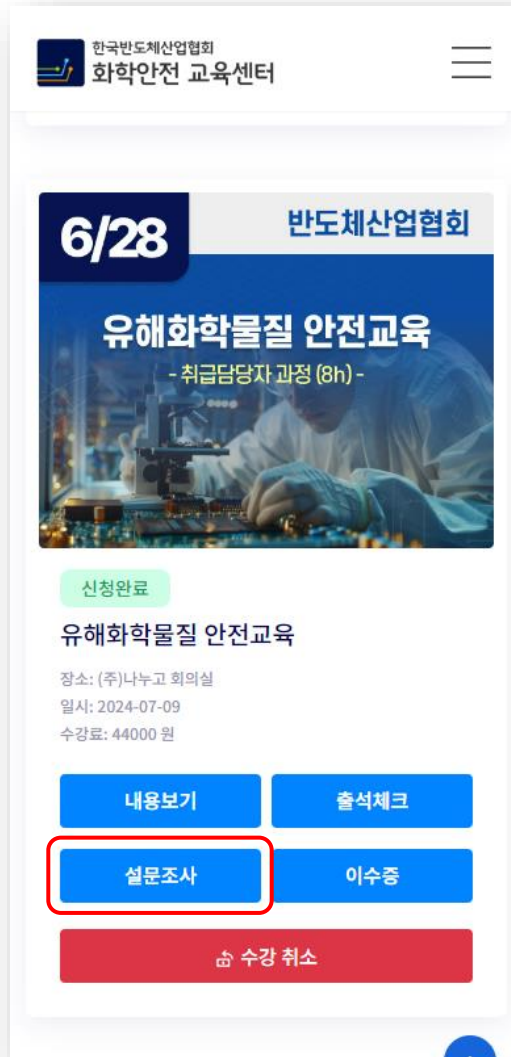 한국반도체산업협회
화학안전 교육센터
6/28
반도체산업협회
유해화학물질 안전교육
- 취급담당자 과정 (8h) -
신청완료
유해화학물질 안전교육
장소: (주)나누고 회의실
일시: 2024-07-09
수강료: 44000 원
내용보기
출석체크
설문조사
이수증
수강 취소